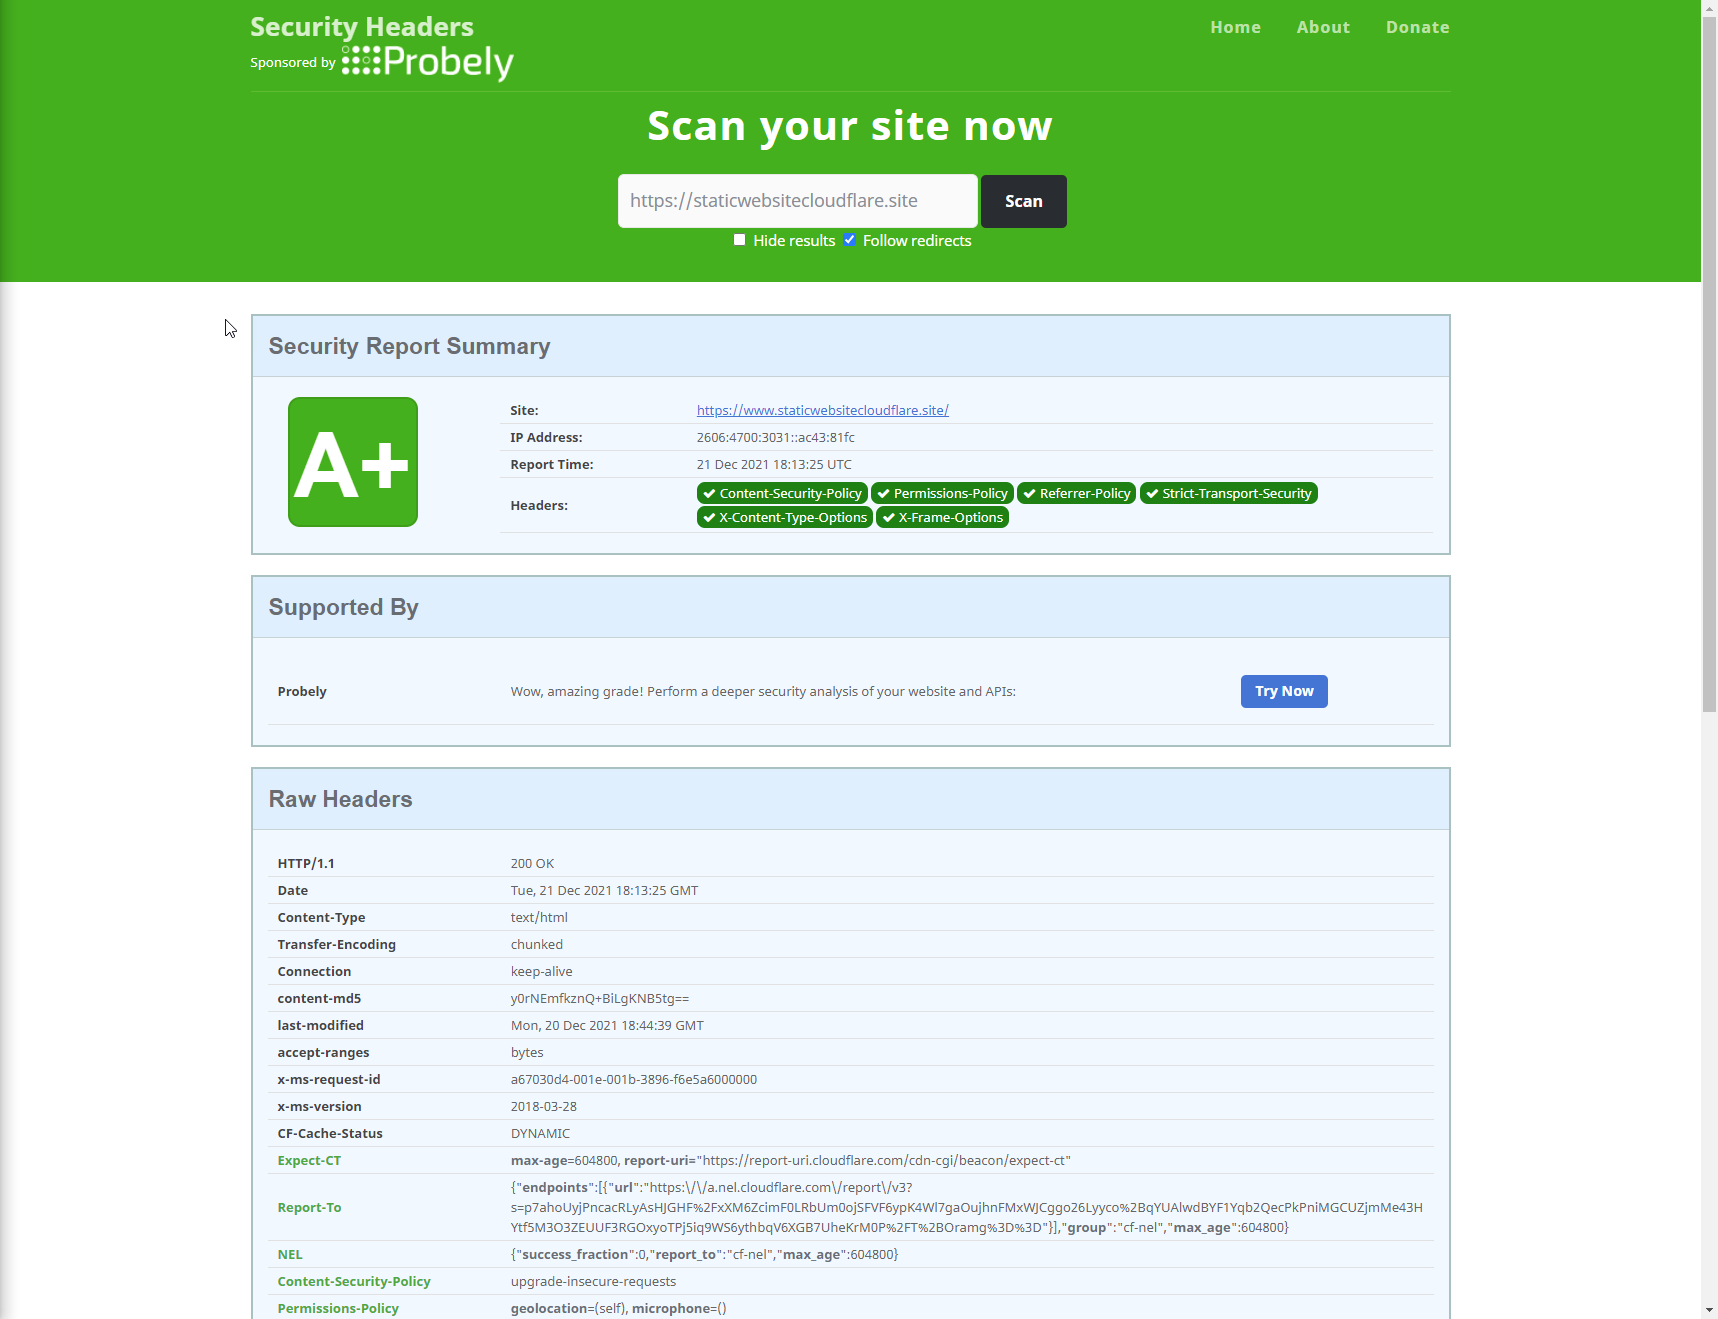 Security Headers
Home About Donate
Sponsored by Probely
Scan your site now
https://staticwebsitecloudflare.site Scan
Hide results Follow redirects
Security Report Summary
A+
Site: https://www.staticwebsitecloudflare.site/
IP Address: 2606:4700:3031::ac43:81fc
Report Time: 21 Dec 2021 18:13:25 UTC
Headers: Content-Security-Policy Permissions-Policy Referrer-Policy Strict-Transport-Security
X-Content-Type-Options X-Frame-Options
Supported By
Probely Wow, amazing grade! Perform a deeper security analysis of your website and APIs: Try Now
Raw Headers
HTTP/1.1 200 OK
Date Tue, 21 Dec 2021 18:13:25 GMT
Content-Type text/html
Transfer-Encoding chunked
Connection keep-alive
content-md5 y0rNEmfkznQ+BiLgKNB5tg==
last-modified Mon, 20 Dec 2021 18:44:39 GMT
accept-ranges bytes
x-ms-request-id a67030d4-001e-001b-3896-f6e5a6000000
x-ms-version 2018-03-28
CF-Cache-Status DYNAMIC
Expect-CT max-age=604800, report-uri="https://report-uri.cloudflare.com/cdn-cgi/beacon/expect-ct"
Report-To {"endpoints":[{"url":"https:\/\/a.nel.cloudflare.com\/report\/v3?
s=p7ahoUyjPncacRLyAsHJGHF%2FxXM6ZcimF0LRbUm0ojSFVF6ypK4Wl7gaOujhnFMxWJCggo26Lyyco%2BqYUAlwdBYF1Yqb2QecPkPniMGCUZjmMe43H
Ytf5M3O3ZEUUF3RGOxyoTPj5iq9WS6ythbqV6XGB7UheKrM0P%2FT%2BOramg%3D%3D"}],"group":"cf-nel","max_age":604800}
NEL {"success_fraction":0,"report_to":"cf-nel","max_age":604800}
Content-Security-Policy upgrade-insecure-requests
Permissions-Policy geolocation=(self), microphone=()